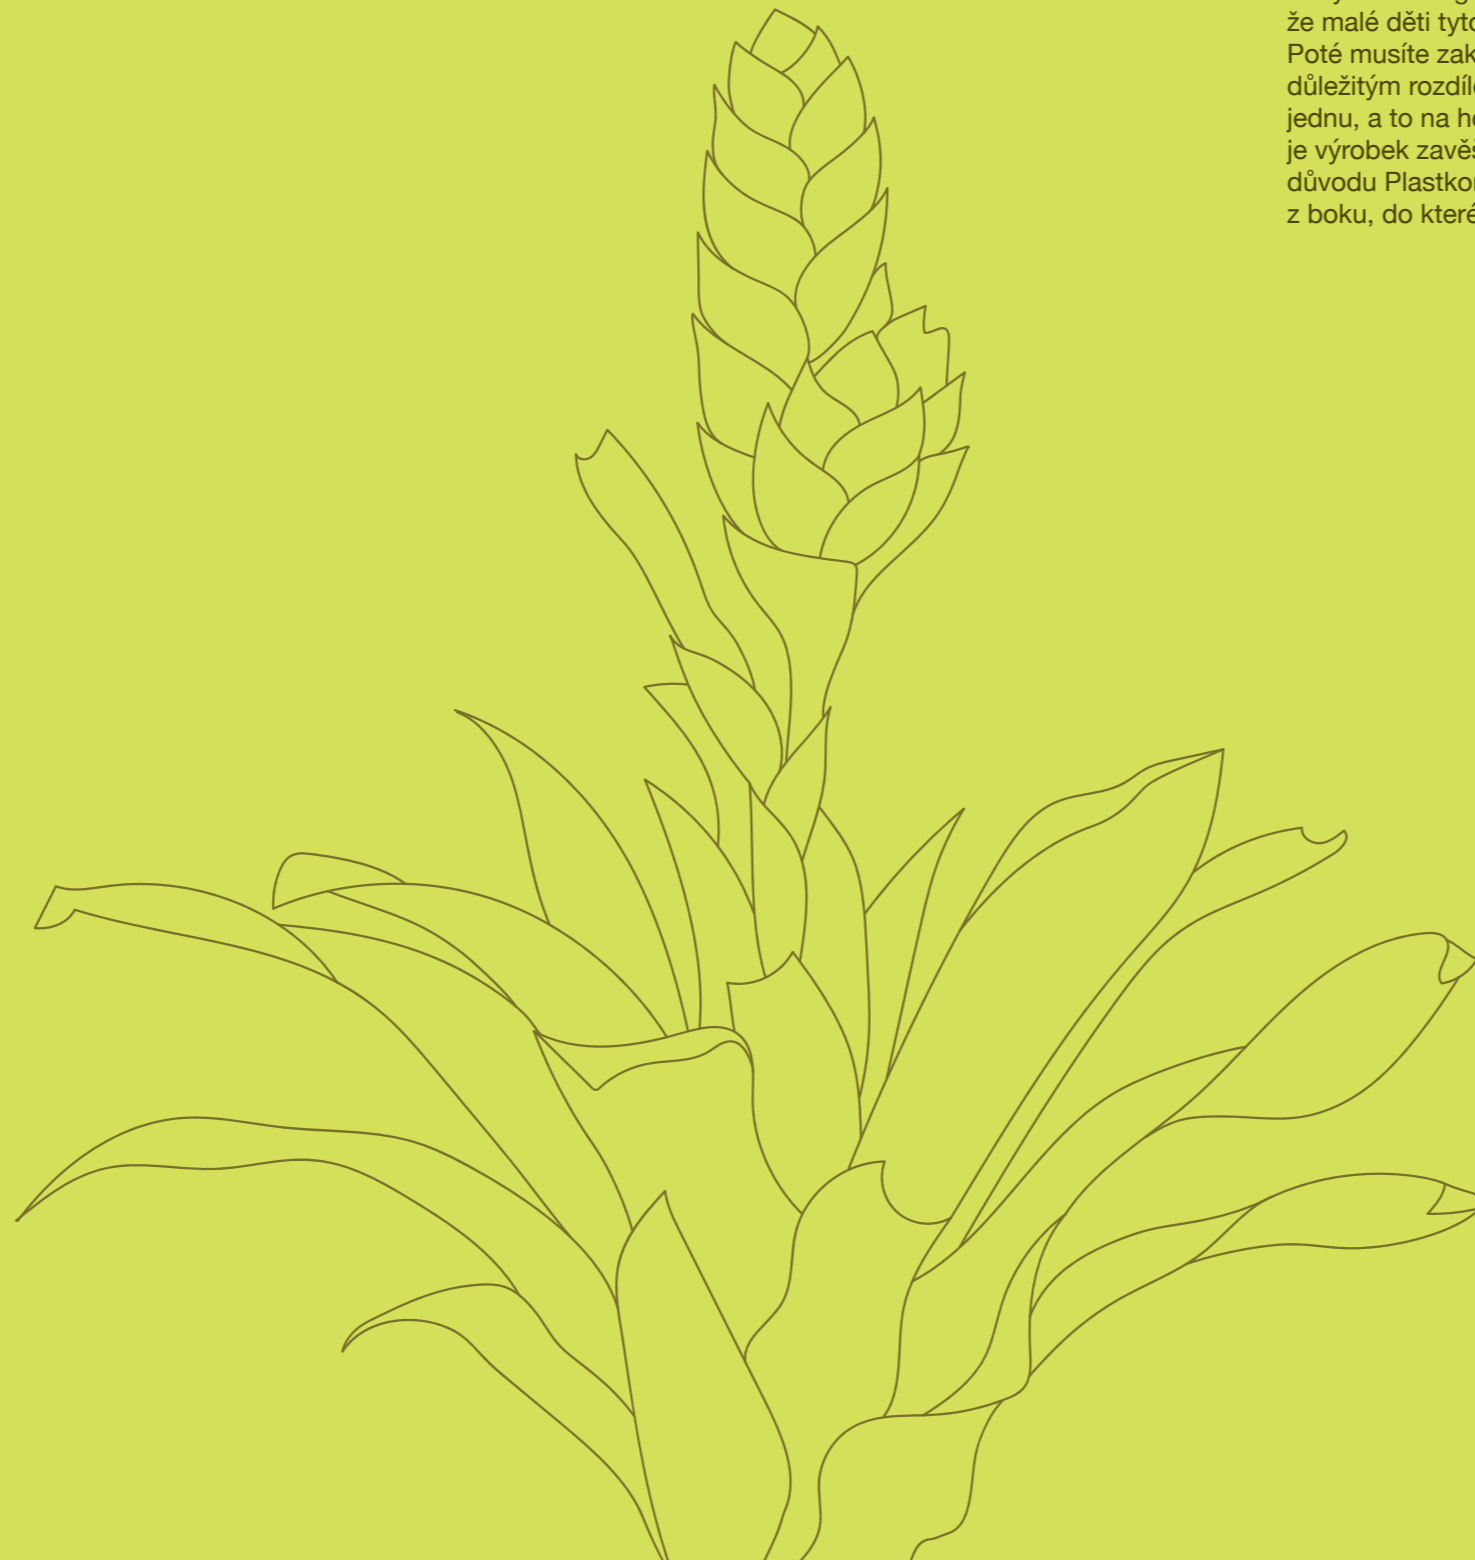 že malé děti tyto
Poté musíte zak
důležitým rozdíle
jednu, a to na ho
je výrobek zavěš
důvodu Plastkon
z boku, do které